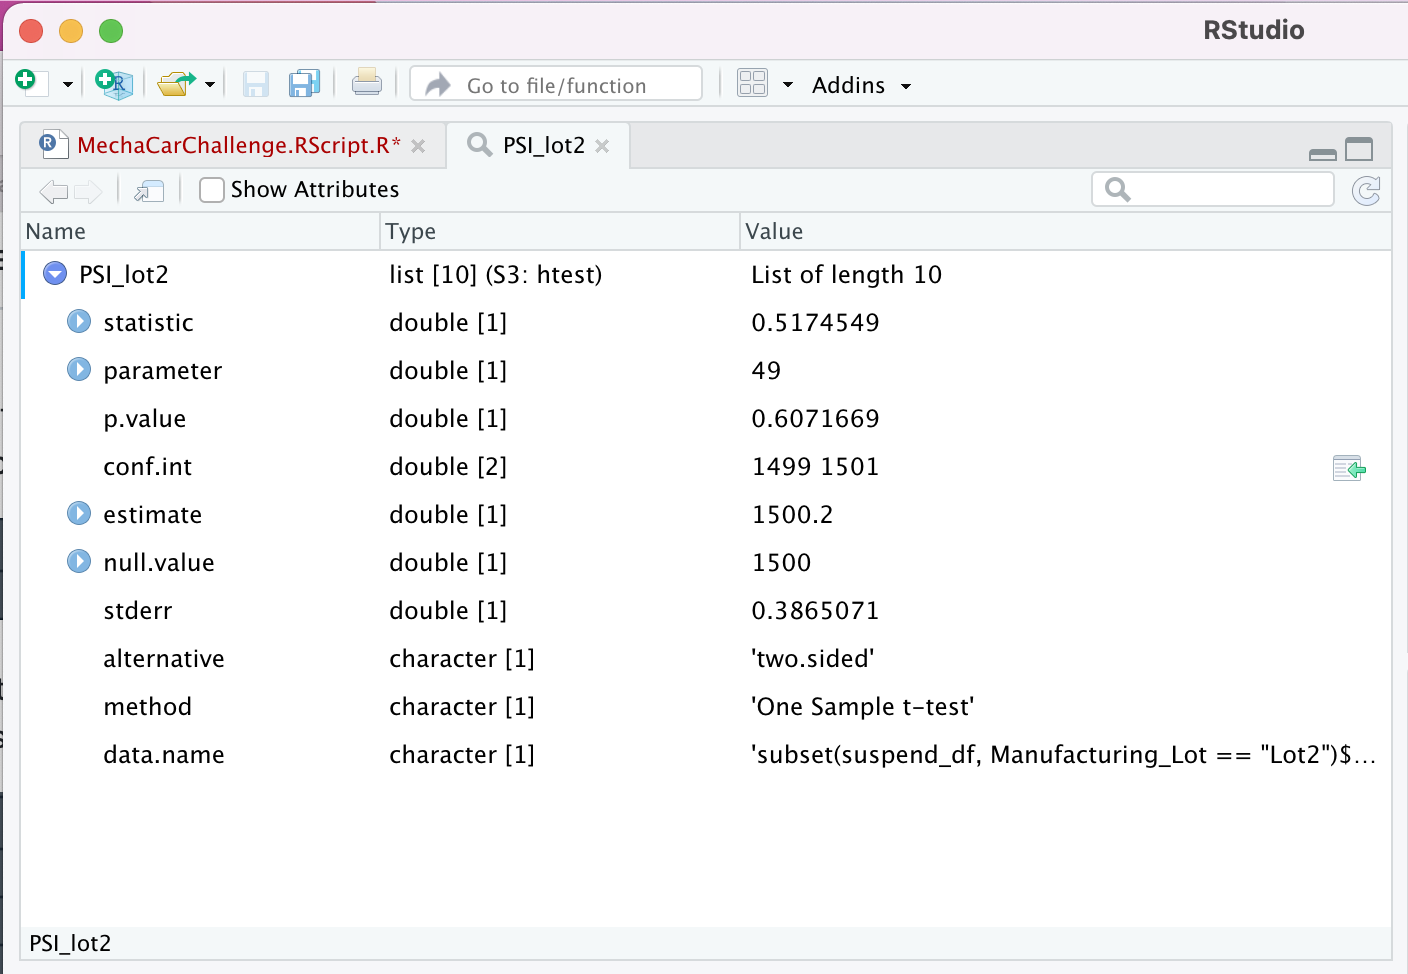 RStudio
Go to file/function
Addins
MechaCarChallenge.RScript.R*
PSI_lot2
Show Attributes
Name Type Value
PSI_lot2 list [10] (S3: htest) List of length 10
statistic double [1] 0.5174549
parameter double [1] 49
p.value double [1] 0.6071669
conf.int double [2] 1499 1501
estimate double [1] 1500.2
null.value double [1] 1500
stderr double [1] 0.3865071
alternative character [1] 'two.sided'
method character [1] 'One Sample t-test'
data.name character [1] 'subset(suspend_df, Manufacturing_Lot == "Lot2")$...
PSI_lot2